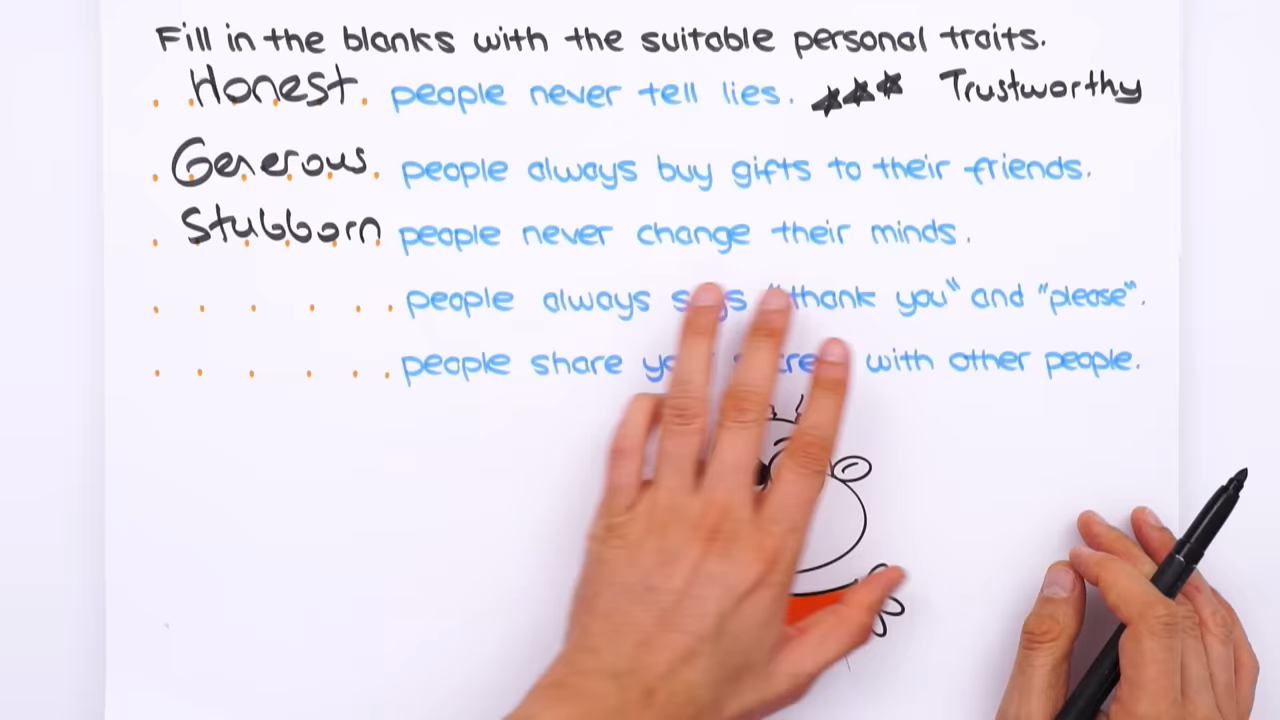 Fill in the blanks with the suitable personal traits.
Honest people never tell lies. *** Trustworthy
Generous people always buy gifts to their friends.
Stubborn people never change their minds.
. . . . . . people always says "thank you" and "please".
. . . . . . people share with other people.